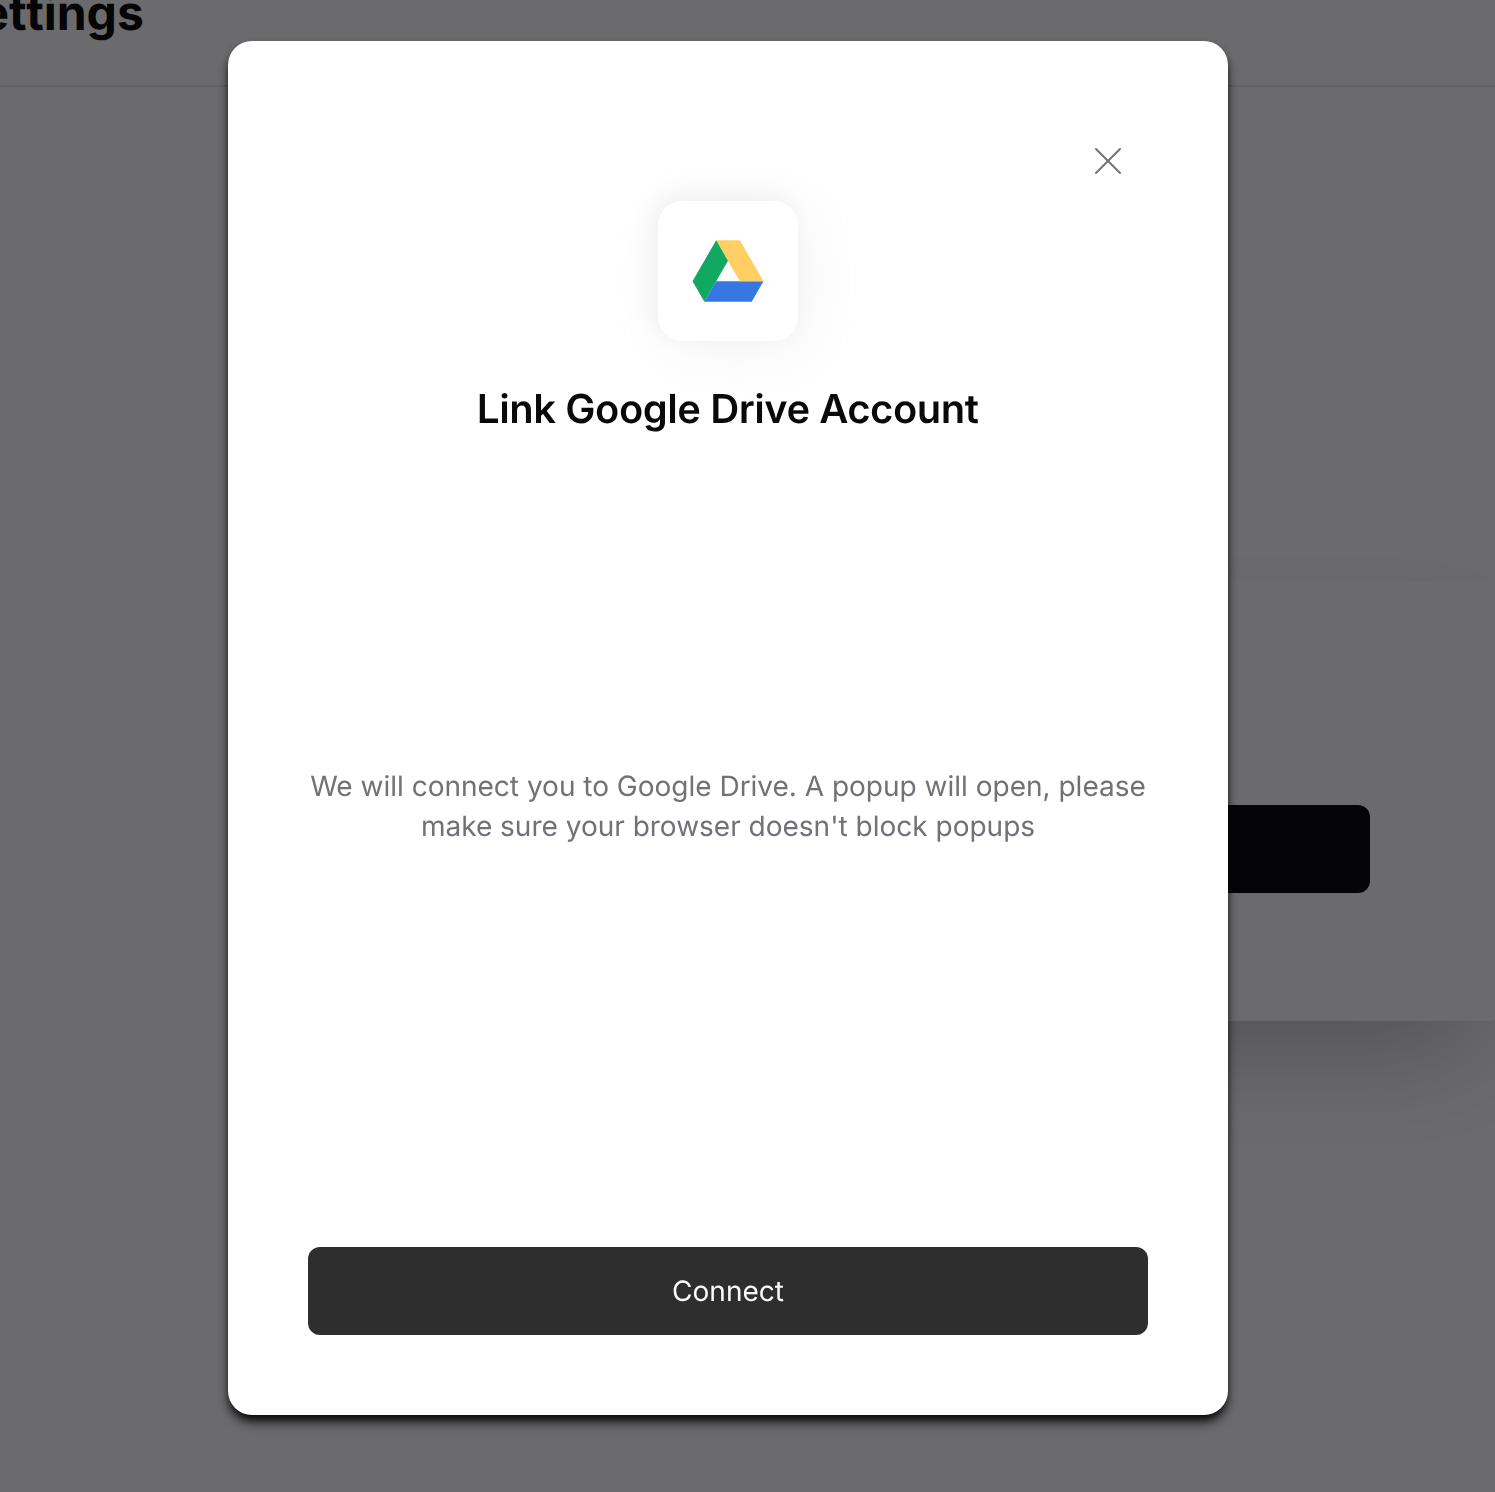 ettings
Link Google Drive Account
We will connect you to Google Drive. A popup will open, please
make sure your browser doesn't block popups
Connect